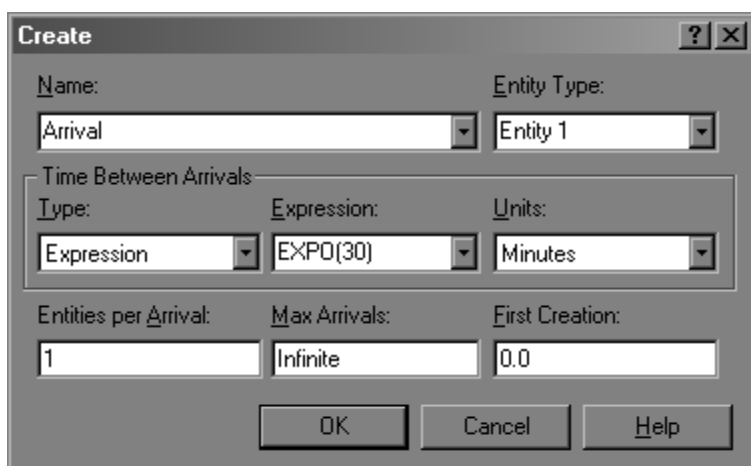 Create
Name: Entity Type:
Arrival Entity 1
Time Between Arrivals
Type: Expression: Units:
Expression EXPO(30) Minutes
Entities per Arrival: Max Arrivals: First Creation:
1 Infinite 0.0
OK Cancel Help